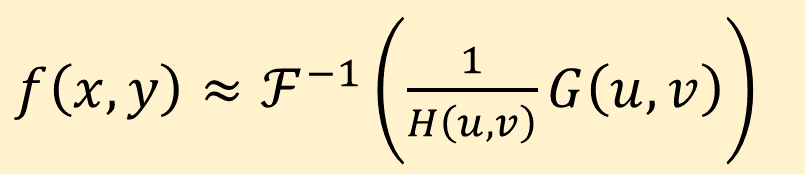 f(x, y) ≈ ℱ⁻¹(1/H(u,v) G(u, v))